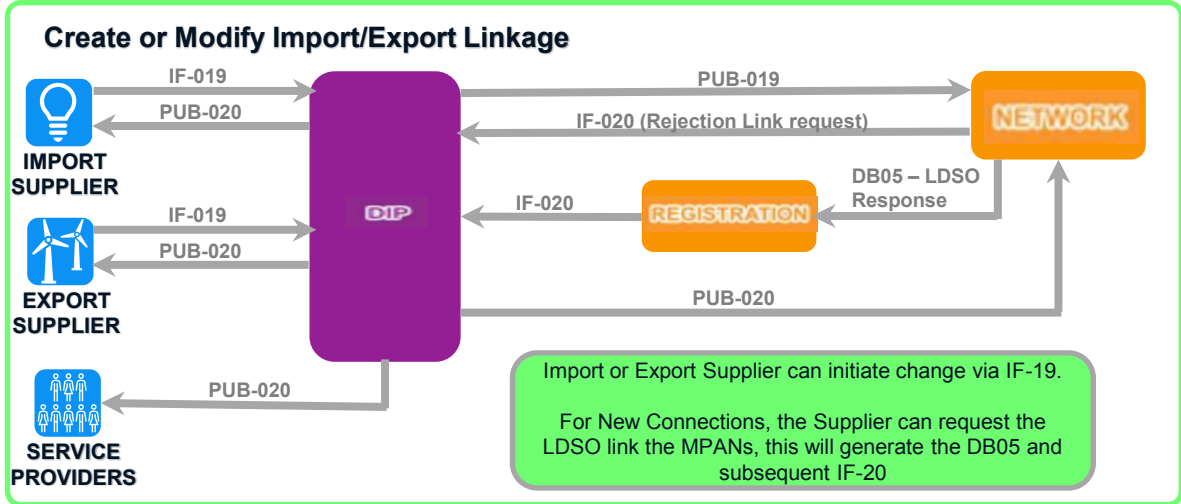 Create or Modify Import/Export Linkage
IF-019
PUB-020
IMPORT
SUPPLIER
IF-019
PUB-020
EXPORT
SUPPLIER
PUB-020
SERVICE
PROVIDERS
DIP
PUB-019
IF-020 (Rejection Link request)
NETWORK
DB05 – LDSO
Response
IF-020
REGISTRATION
PUB-020
Import or Export Supplier can initiate change via IF-19.
For New Connections, the Supplier can request the
LDSO link the MPANs, this will generate the DB05 and
subsequent IF-20